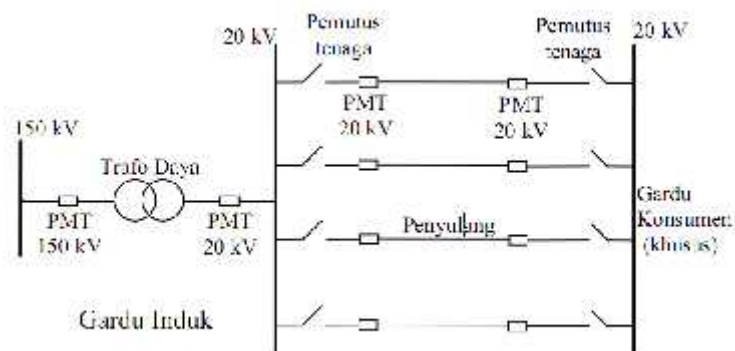 Pemutus
tenaga
Pemutus
tenaga
20 kV
20 kV
PMT
20 kV
PMT
20 kV
150 kV
Trafo Daya
PMT
150 kV
PMT
20 kV
Penyulang
Gardu
Konsumen
(khusus)
Gardu Induk